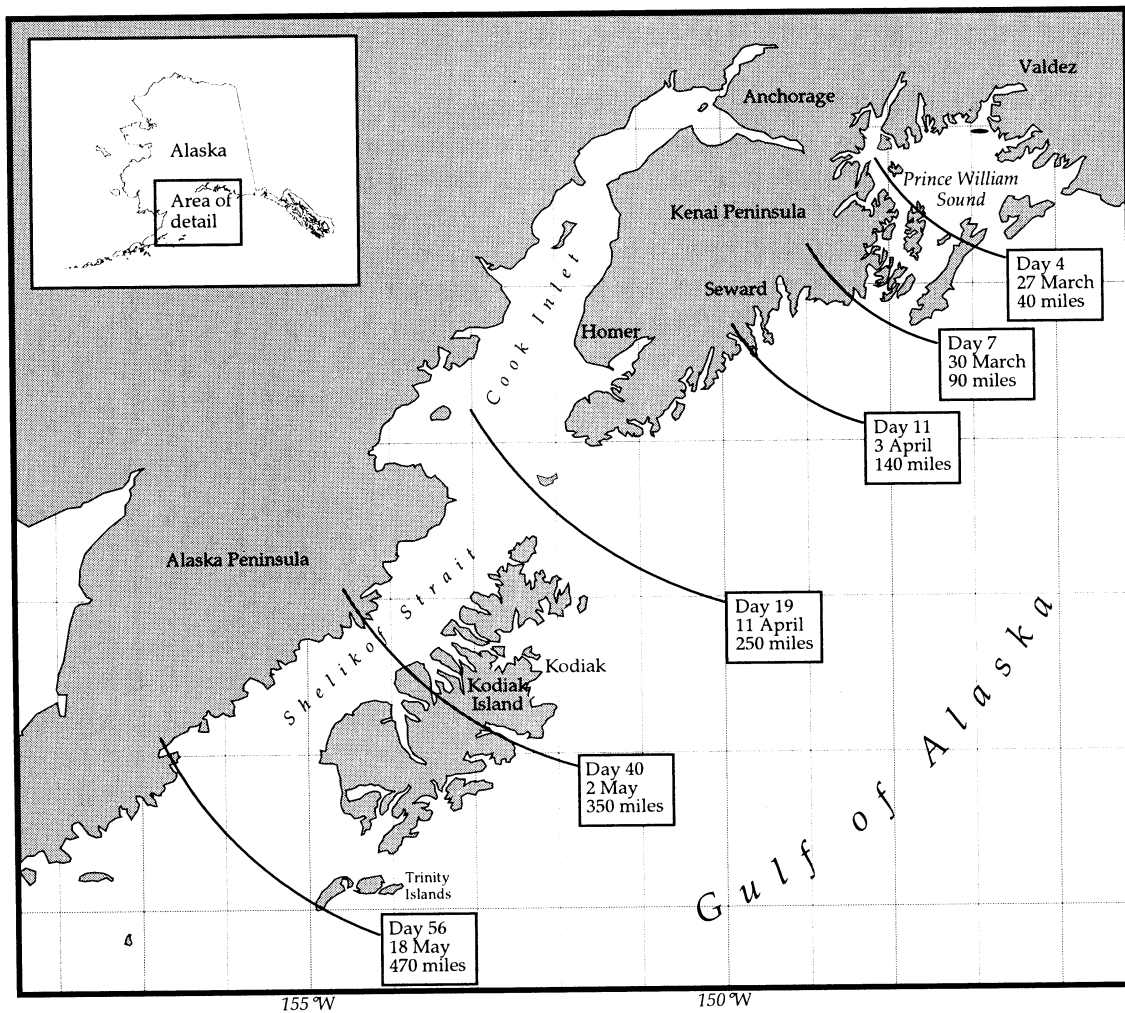 Alaska
Area of
detail
Valdez
Anchorage
Prince William
Sound
Kenai Peninsula
Day 4
27 March
40 miles
Seward
Cook Inlet
Homer
Day 7
30 March
90 miles
Day 11
3 April
140 miles
Alaska Peninsula
Shelikof Strait
Day 19
11 April
250 miles
Kodiak
Kodiak
Island
Gulf of Alaska
Day 40
2 May
350 miles
Trinity
Islands
Day 56
18 May
470 miles
155°W
150°W